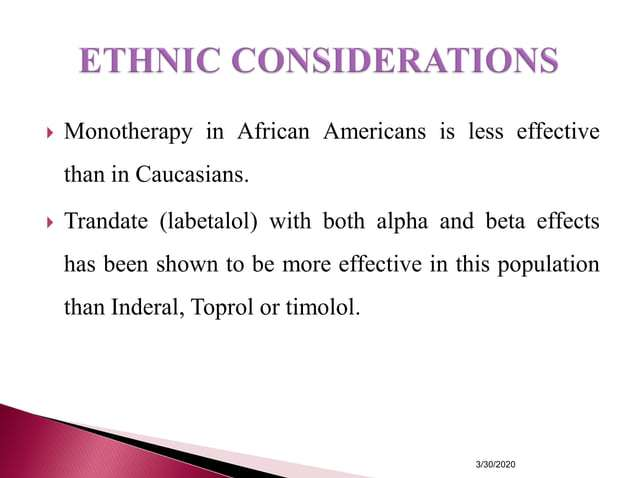 ETHNIC CONSIDERATIONS
Monotherapy in African Americans is less effective
than in Caucasians.
Trandate (labetalol) with both alpha and beta effects
has been shown to be more effective in this population
than Inderal, Toprol or timolol.
3/30/2020